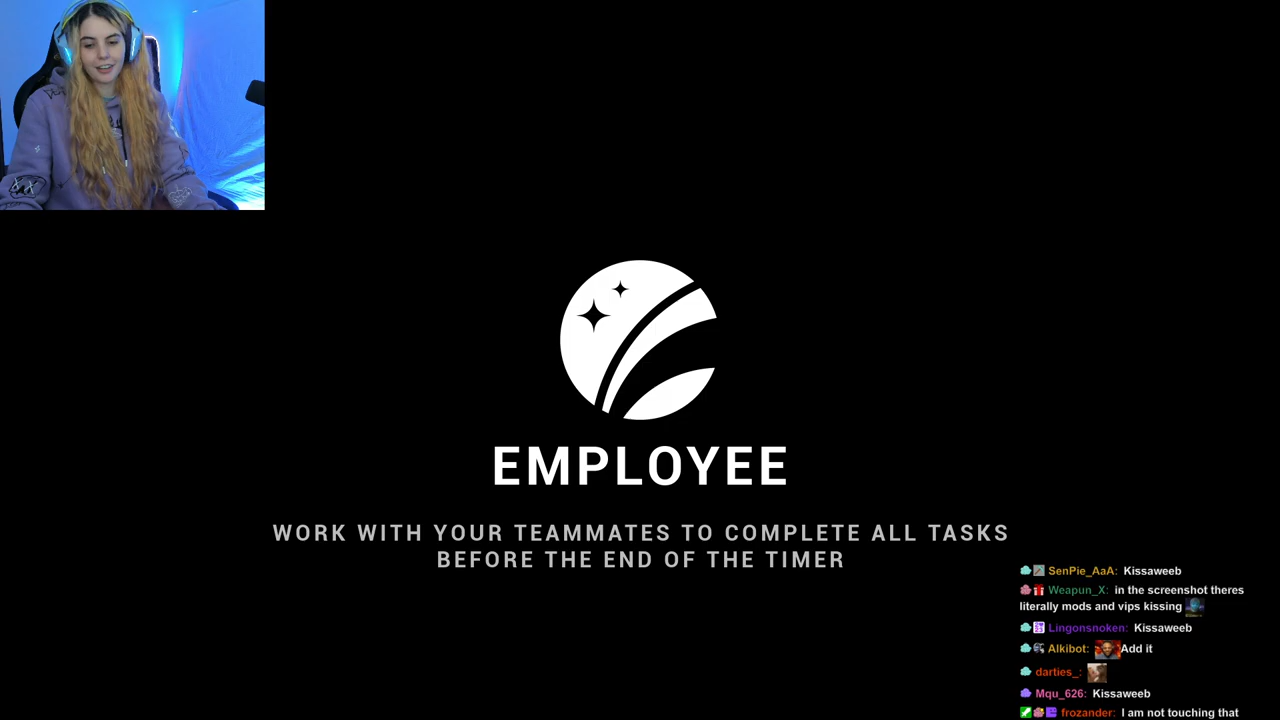 EMPLOYEE
WORK WITH YOUR TEAMMATES TO COMPLETE ALL TASKS
BEFORE THE END OF THE TIMER
SenPie_AaA: Kissaweeb
Weapun_X: in the screenshot theres
literally mods and vips kissing
Lingonsnoken: Kissaweeb
Alkibot: Add it
darties_:
Mqu_626: Kissaweeb
frozander: I am not touching that